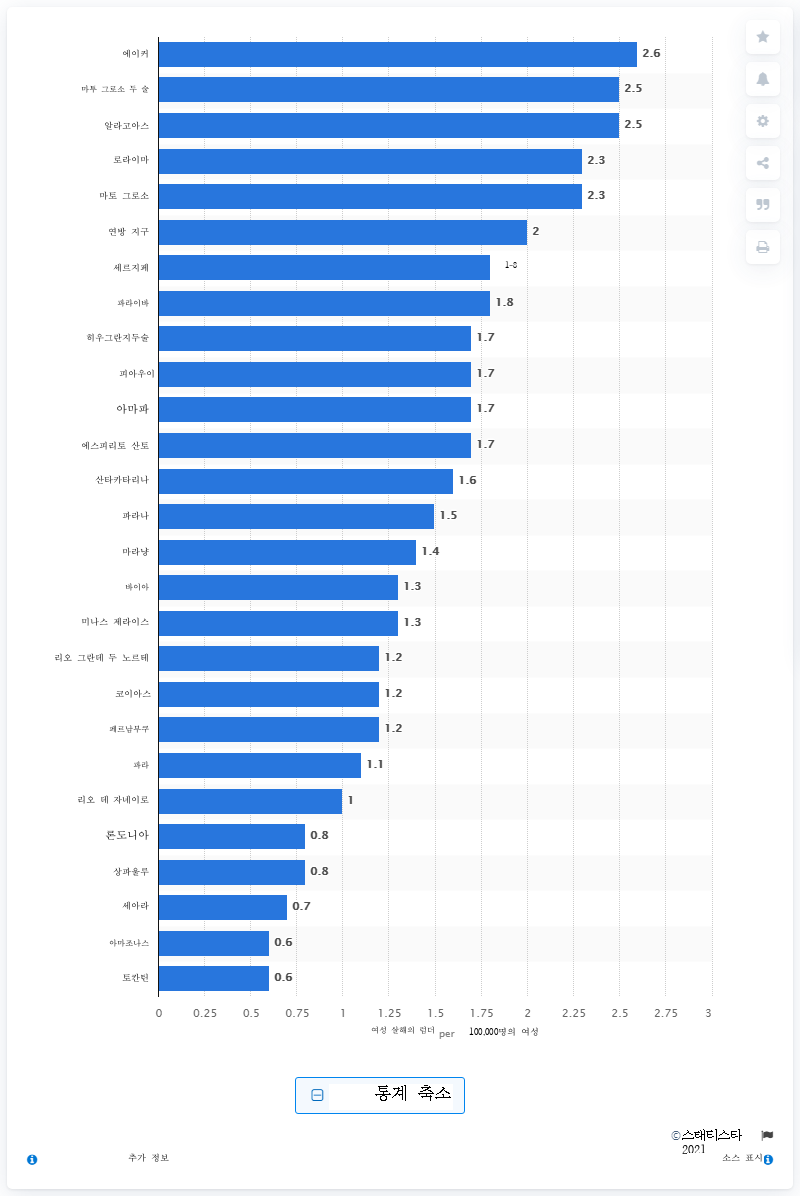 에이커 2.6
마투 그로소 두 술 2.5
알라고아스 2.5
로라이마 2.3
마토 그로소 2.3
연방 지구 2
세르지페 1-8
파라이바 1.8
히우그란지두술 1.7
피아우이 1.7
아마파 1.7
에스피리토 산토 1.7
산타카타리나 1.6
파라나 1.5
마라냥 1.4
바이아 1.3
미나스 제라이스 1.3
리오 그란데 두 노르테 1.2
코이아스 1.2
페르남부쿠 1.2
파라 1.1
리오 데 자네이로 1
론도니아 0.8
상파울루 0.8
세아라 0.7
아마조나스 0.6
토칸틴 0.6
0 0.25 0.5 0.75 1 1.25 1.5 1.75 2 2.25 2.5 2.75 3
여성 살해의 림더 per 100,000명의 여성
통계 축소
©스태티스타
2021
추가 정보 소스 표시